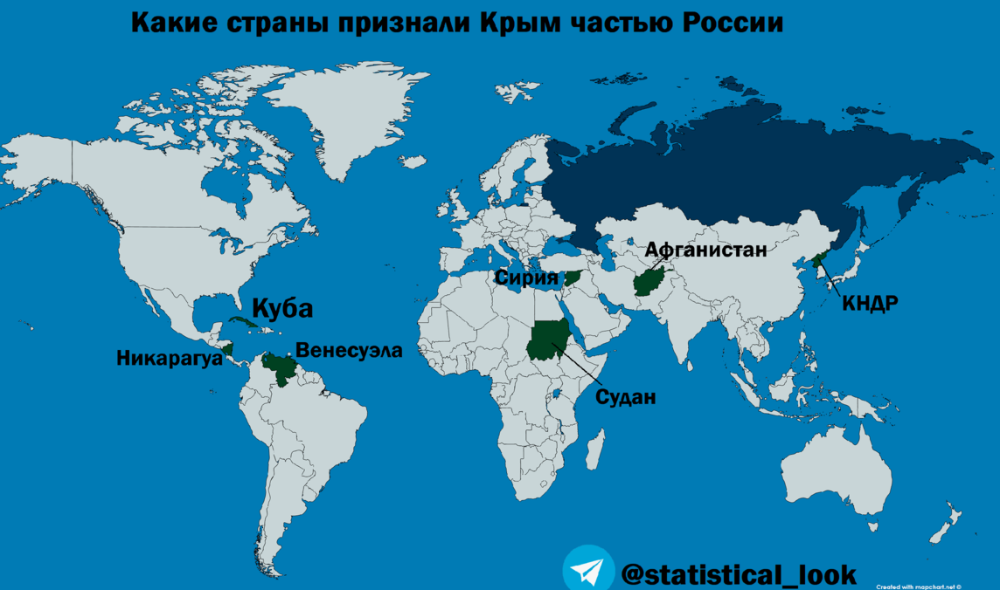 Какие страны признали Крым частью России
Афганистан
Сирия
КНДР
Куба
Венесуэла
Никарагуа
Судан
@statistical_look
Created with mapchart.net ©